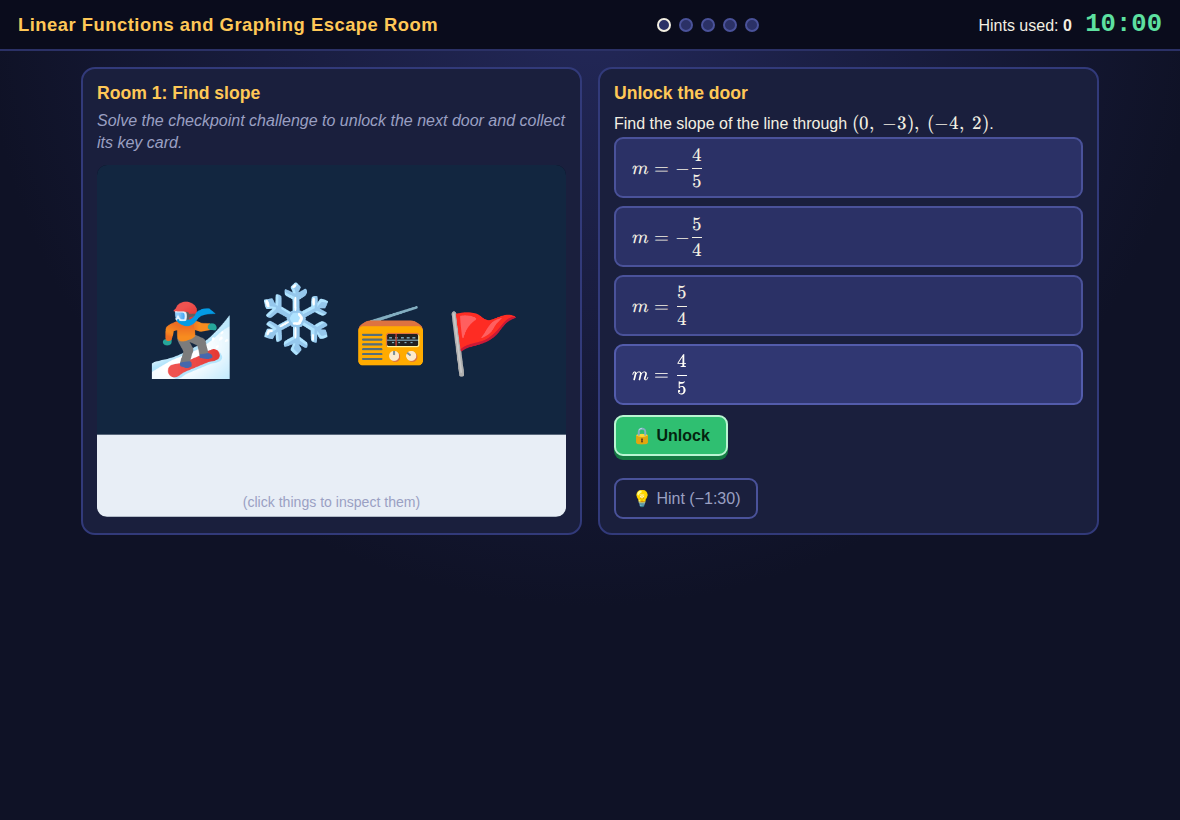 Linear Functions and Graphing Escape Room
Hints used: 0 10:00
Room 1: Find slope
Solve the checkpoint challenge to unlock the next door and collect
its key card.
(click things to inspect them)
Unlock the door
Find the slope of the line through (0, −3), (−4, 2).
m = −4/5
m = −5/4
m = 5/4
m = 4/5
🔒 Unlock
💡 Hint (−1:30)